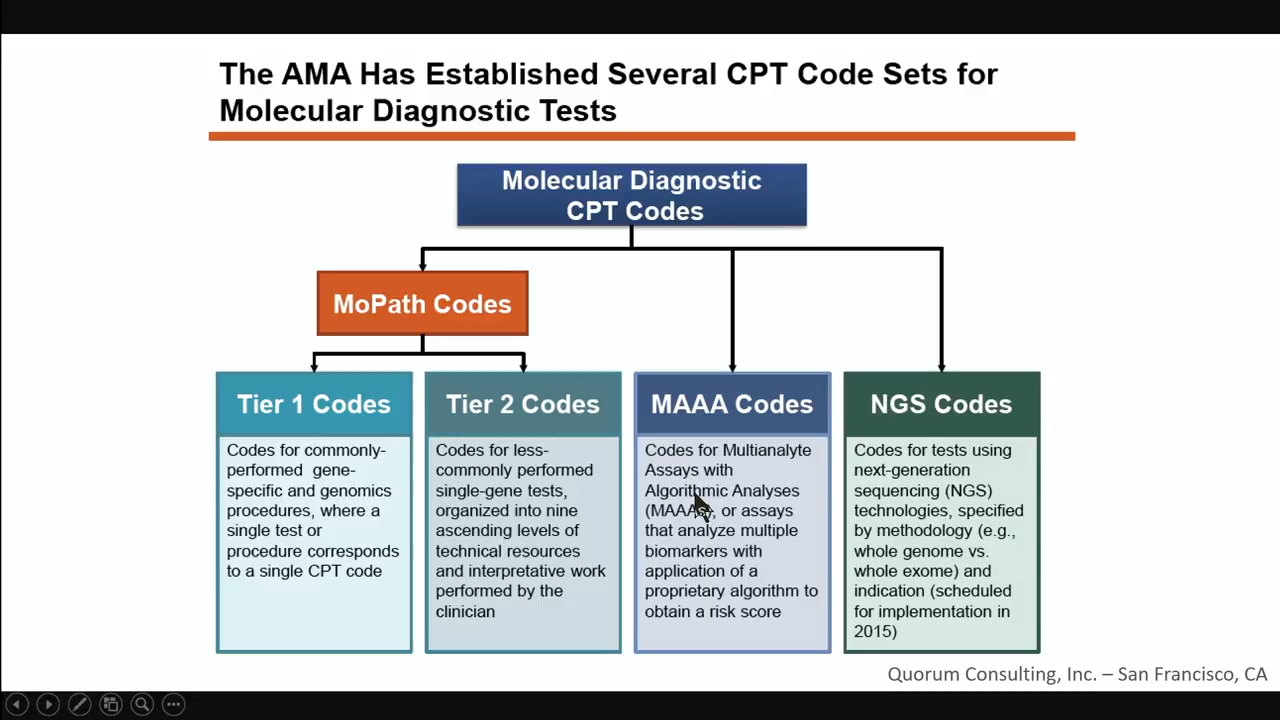 The AMA Has Established Several CPT Code Sets for
Molecular Diagnostic Tests
Molecular Diagnostic
CPT Codes
MoPath Codes
Tier 1 Codes
Codes for commonly-
performed gene-
specific and genomics
procedures, where a
single test or
procedure corresponds
to a single CPT code
Tier 2 Codes
Codes for less-
commonly performed
single-gene tests,
organized into nine
ascending levels of
technical resources
and interpretative work
performed by the
clinician
MAAA Codes
Codes for Multianalyte
Assays with
Algorithmic Analyses
(MAAAs), or assays
that analyze multiple
biomarkers with
application of a
proprietary algorithm to
obtain a risk score
NGS Codes
Codes for tests using
next-generation
sequencing (NGS)
technologies, specified
by methodology (e.g.,
whole genome vs.
whole exome) and
indication (scheduled
for implementation in
2015)
Quorum Consulting, Inc. – San Francisco, CA